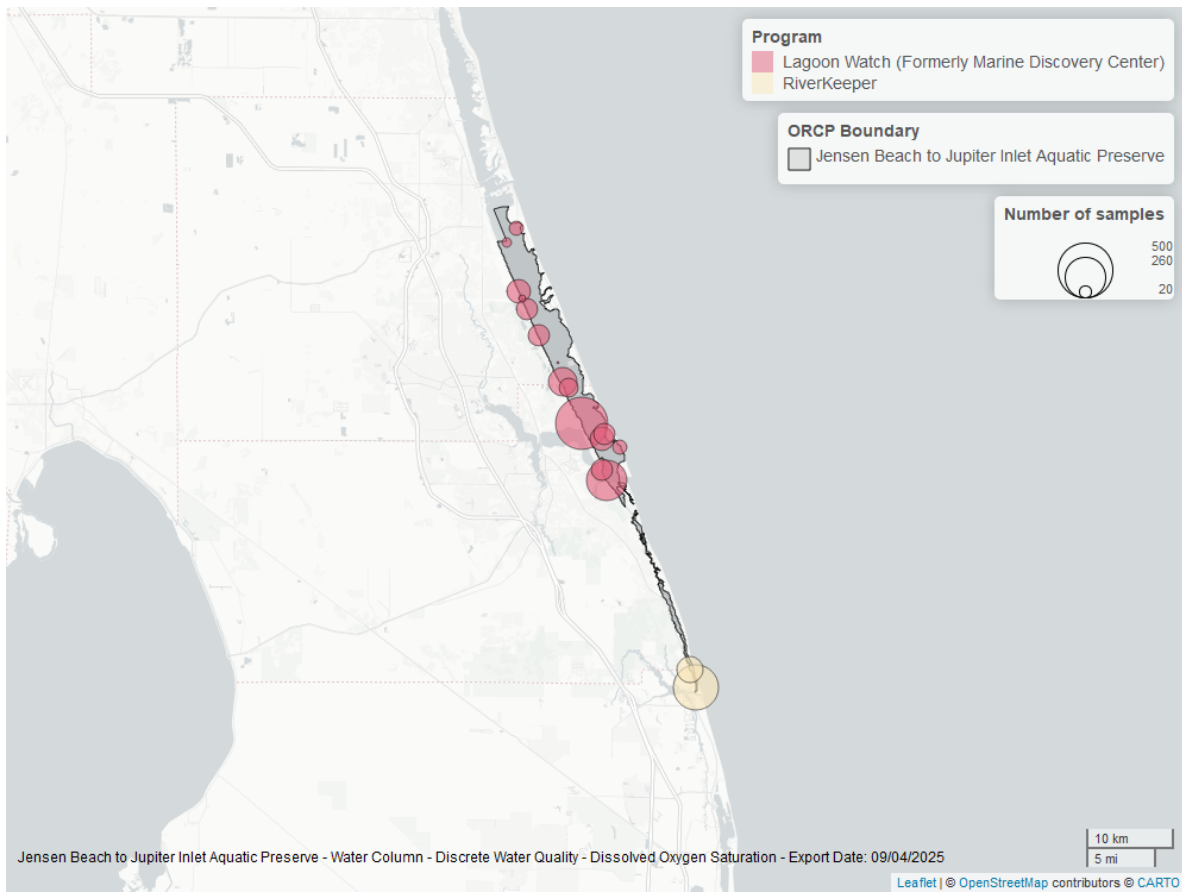 Program
Lagoon Watch (Formerly Marine Discovery Center)
RiverKeeper
ORCP Boundary
Jensen Beach to Jupiter Inlet Aquatic Preserve
Number of samples
500
260
20
10 km
5 mi
Jensen Beach to Jupiter Inlet Aquatic Preserve - Water Column - Discrete Water Quality - Dissolved Oxygen Saturation - Export Date: 09/04/2025
Leaflet | © OpenStreetMap contributors © CARTO